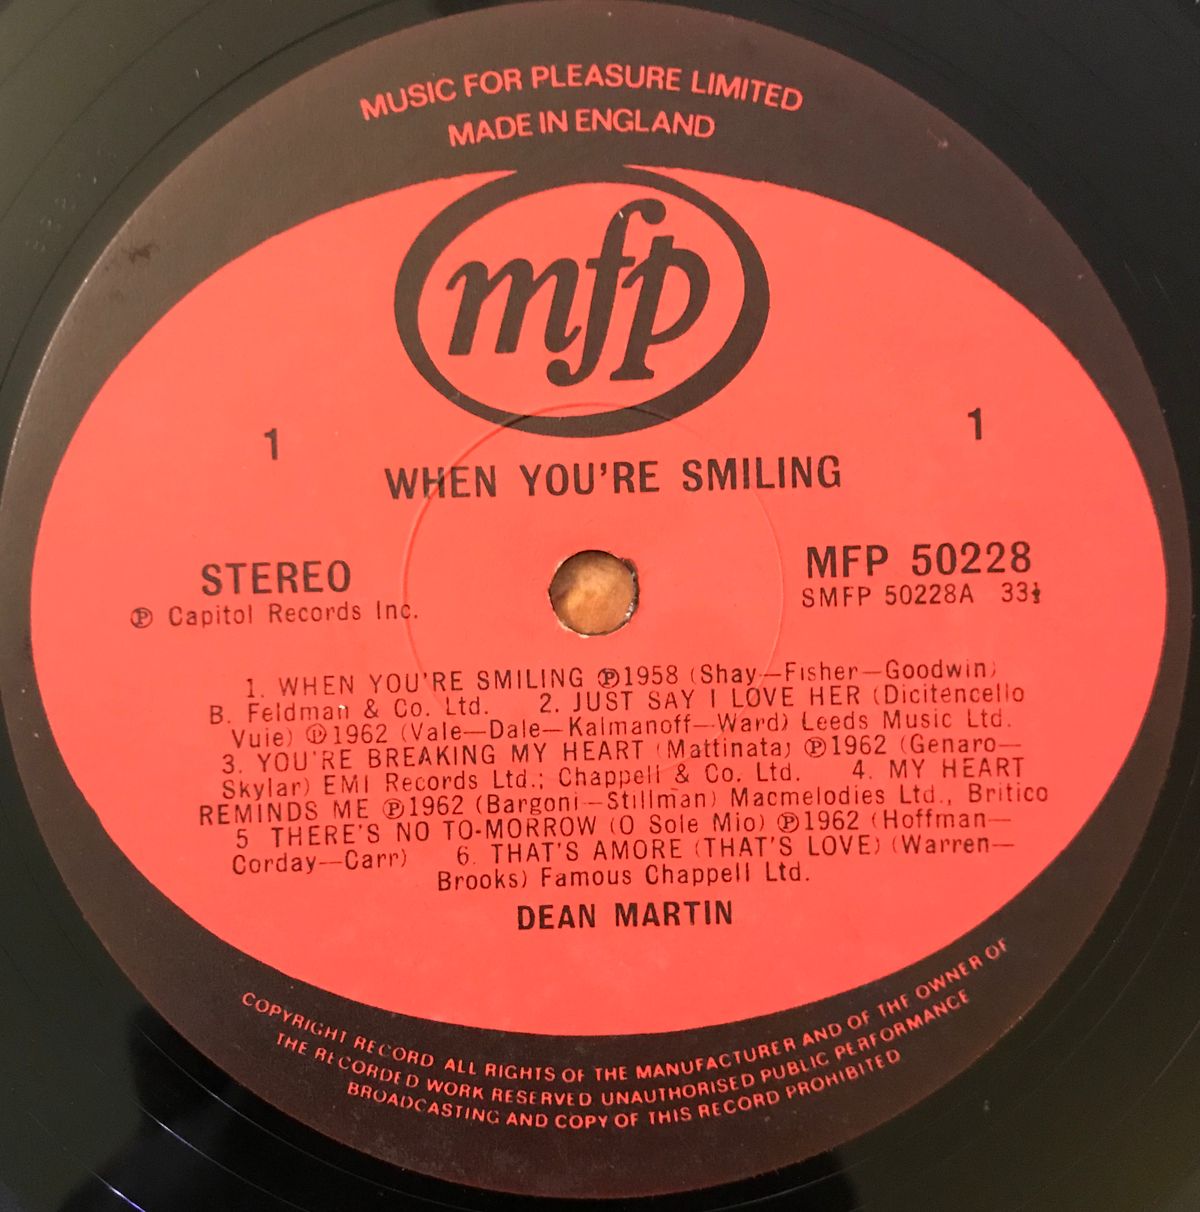 MUSIC FOR PLEASURE LIMITED
MADE IN ENGLAND
mfp
1 1
WHEN YOU'RE SMILING
STEREO MFP 50228
℗ Capitol Records Inc. SMFP 50228A 33⅓
1. WHEN YOU'RE SMILING ℗1958 (Shay—Fisher—Goodwin)
B. Feldman & Co. Ltd. 2. JUST SAY I LOVE HER (Dicitencello
Vuie) ℗1962 (Vale—Dale—Kalmanoff—Ward) Leeds Music Ltd.
3. YOU'RE BREAKING MY HEART (Mattinata) ℗1962 (Genaro—
Skylar) EMI Records Ltd.; Chappell & Co. Ltd. 4. MY HEART
REMINDS ME ℗1962 (Bargoni—Stillman) Macmelodies Ltd., Britico
5 THERE'S NO TO-MORROW (O Sole Mio) ℗1962 (Hoffman—
Corday—Carr) 6. THAT'S AMORE (THAT'S LOVE) (Warren—
Brooks) Famous Chappell Ltd.
DEAN MARTIN
COPYRIGHT RECORD ALL RIGHTS OF THE MANUFACTURER AND OF THE OWNER OF
THE RECORDED WORK RESERVED UNAUTHORISED PUBLIC PERFORMANCE
BROADCASTING AND COPY OF THIS RECORD PROHIBITED